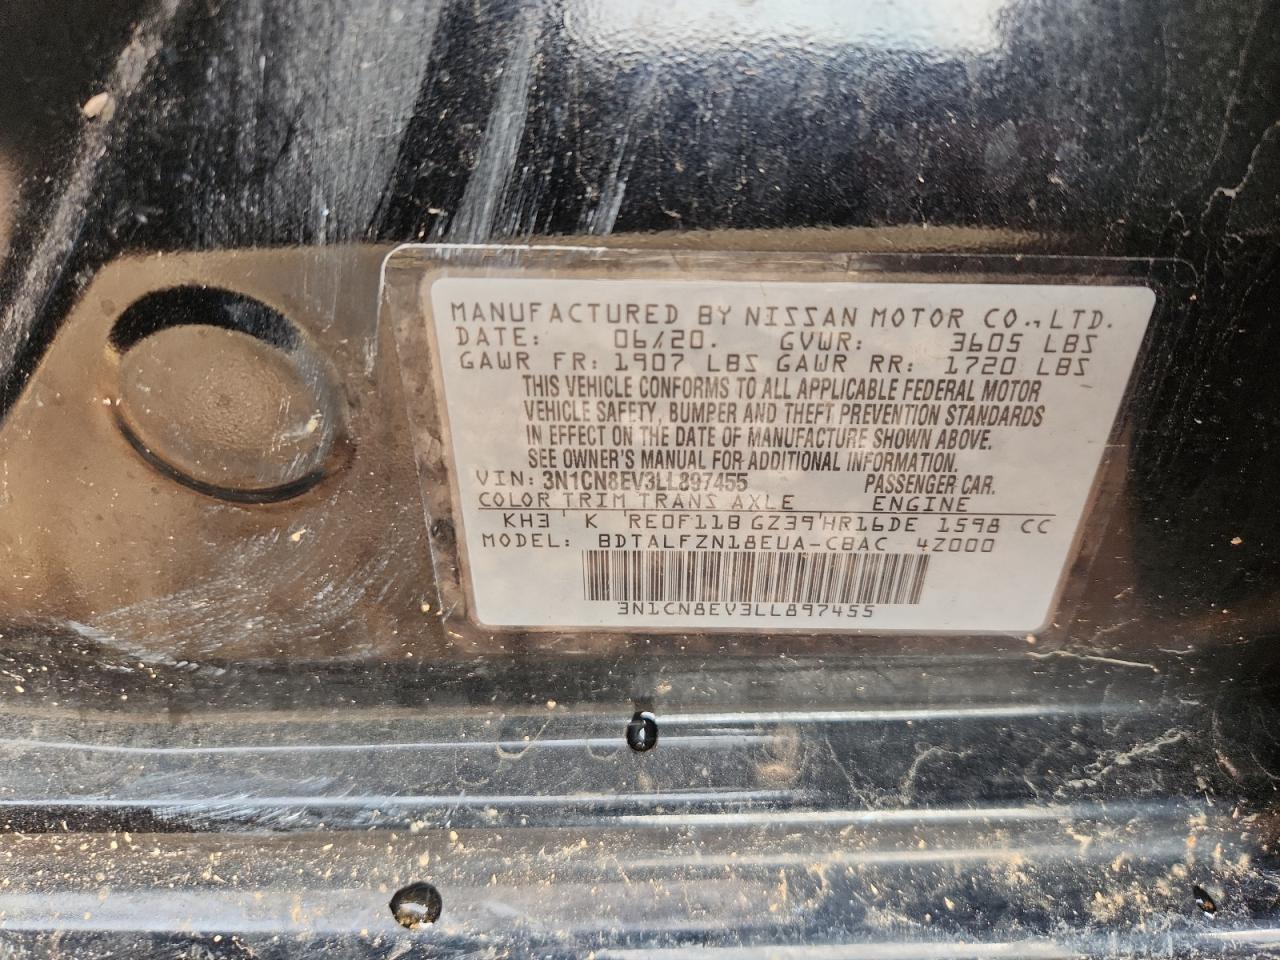 MANUFACTURED BY NISSAN MOTOR CO., LTD.
DATE: 06/20. GVWR: 3605 LBS
GAWR FR: 1907 LBS GAWR RR: 1720 LBS
THIS VEHICLE CONFORMS TO ALL APPLICABLE FEDERAL MOTOR
VEHICLE SAFETY, BUMPER AND THEFT PREVENTION STANDARDS
IN EFFECT ON THE DATE OF MANUFACTURE SHOWN ABOVE.
SEE OWNER'S MANUAL FOR ADDITIONAL INFORMATION.
VIN: 3N1CN8EV3LL897455 PASSENGER CAR.
COLOR TRIM TRANS AXLE ENGINE
KH3 K RE0F11B GZ39 HR16DE 1598 CC
MODEL: BDTALFZN18EUA-CBAC 4Z000
3N1CN8EV3LL897455